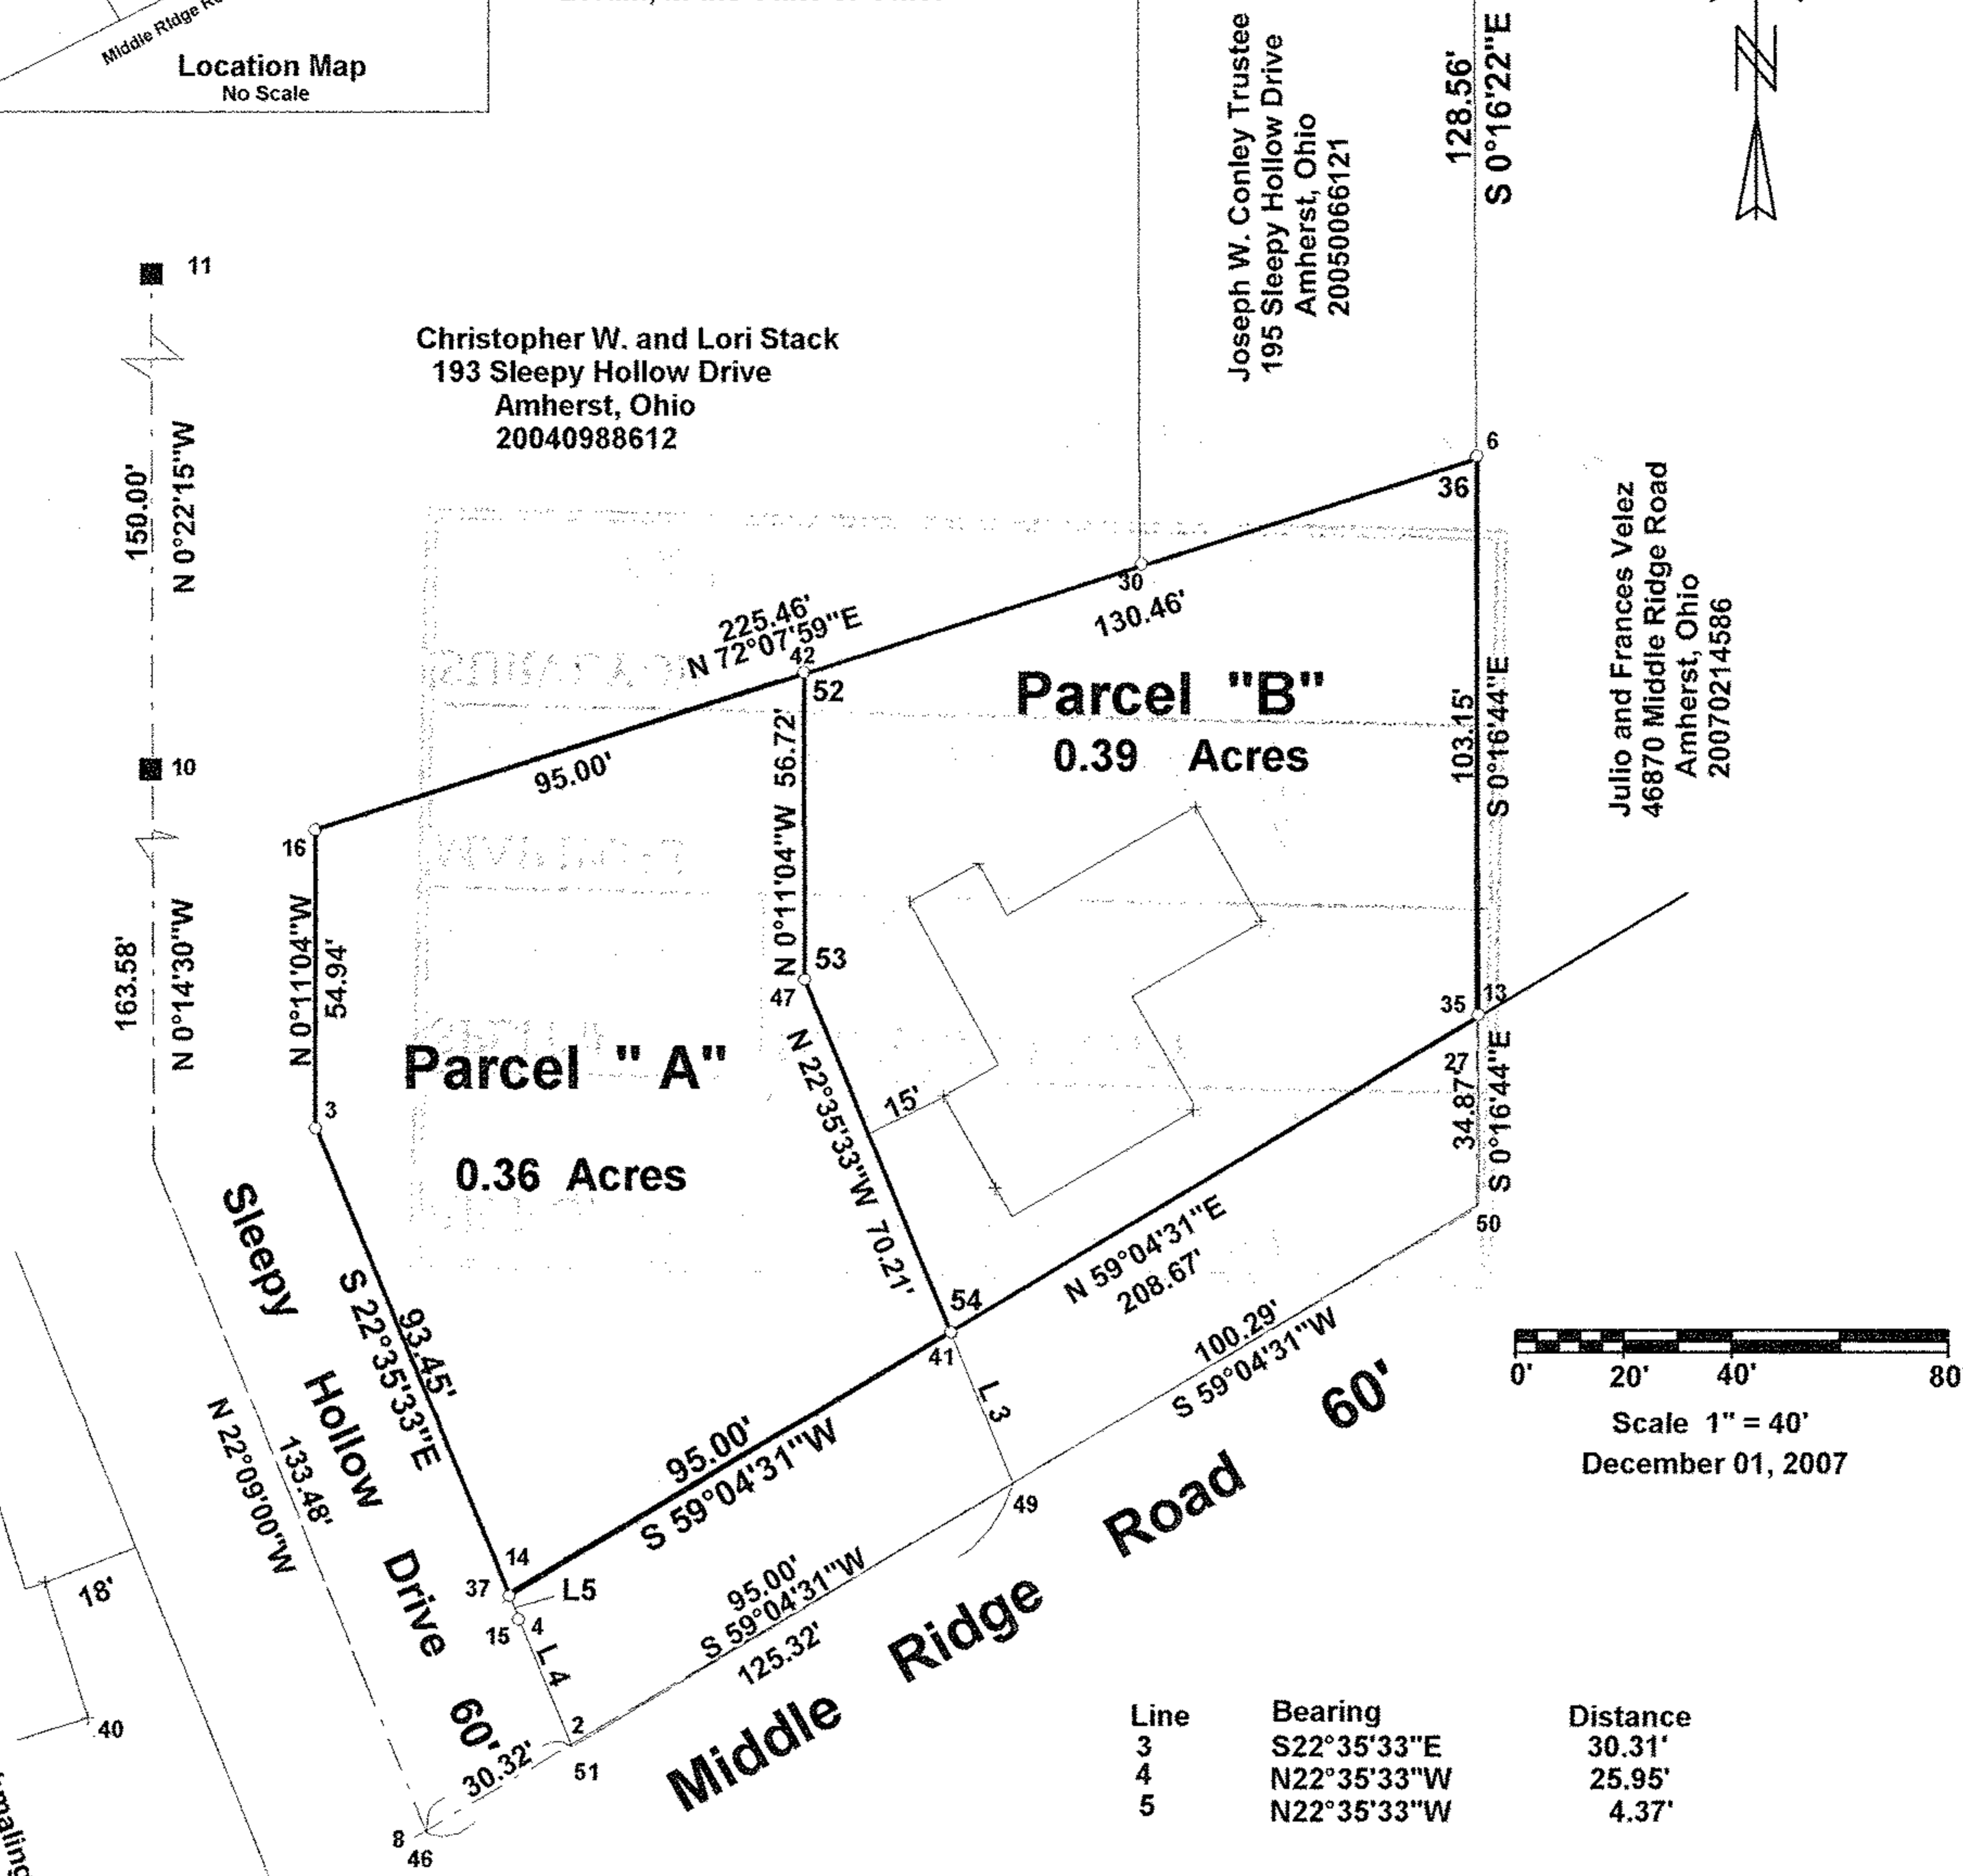 Middle Ridge
Location Map
No Scale
128.56'
S 0°16'22"E
N
Joseph W. Conley Trustee
195 Sleepy Hollow Drive
Amherst, Ohio
20050066121
11
Christopher W. and Lori Stack
193 Sleepy Hollow Drive
Amherst, Ohio
20040988612
150.00'
N 0°22'15"W
6
36
30
130.46'
225.46'
N 72°07'59"E
42
52
Julio and Frances Velez
46870 Middle Ridge Road
Amherst, Ohio
20070214586
Parcel "B"
0.39 Acres
103.15'
S 0°16'44"E
10
95.00'
16
N 0°11'04"W 56.72'
53
47
163.58'
N 0°14'30"W
N 0°11'04"W
54.94'
3
Parcel " A"
0.36 Acres
15'
N 22°35'33"W 70.21'
35
13
27
34.87'
S 0°16'44"E
50
54
41
N 59°04'31"E
208.67'
L 3
100.29'
S 59°04'31"W
Sleepy Hollow Drive 60'
93.45'
S 22°35'33"E
N 22°09'00"W
133.48'
95.00'
S 59°04'31"W
0' 20' 40' 80
Scale 1" = 40'
December 01, 2007
49
14
37
L5
4
15
L 4
95.00'
S 59°04'31"W
125.32'
Middle Ridge Road 60'
18'
40
2
51
30.32'
8
46
Line Bearing Distance
3 S22°35'33"E 30.31'
4 N22°35'33"W 25.95'
5 N22°35'33"W 4.37'